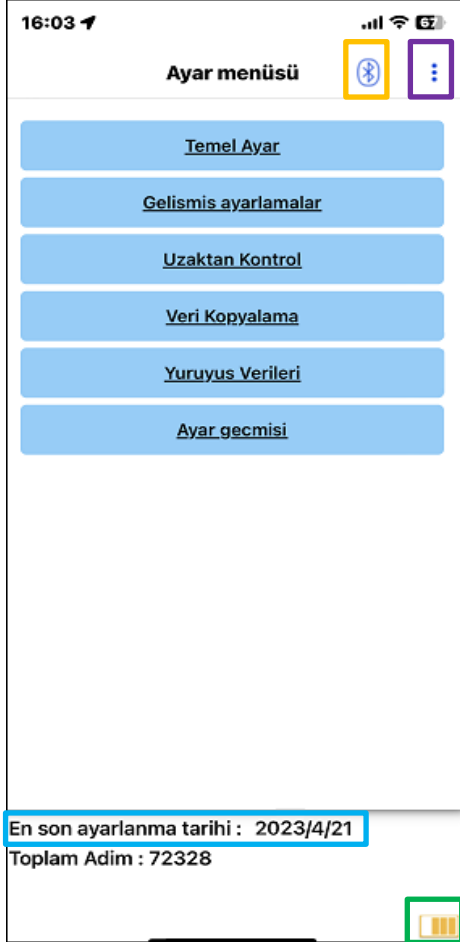 16:03
67
Ayar menüsü
Temel Ayar
Gelismis ayarlamalar
Uzaktan Kontrol
Veri Kopyalama
Yuruyus Verileri
Ayar gecmisi
En son ayarlanma tarihi : 2023/4/21
Toplam Adim : 72328